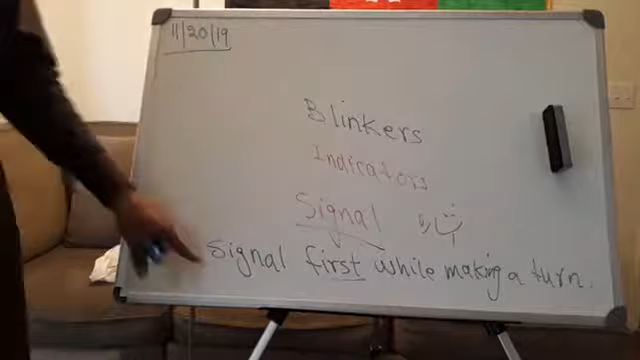 11/20/19
Blinkers
Indicators
Signal
Signal first while making a turn.